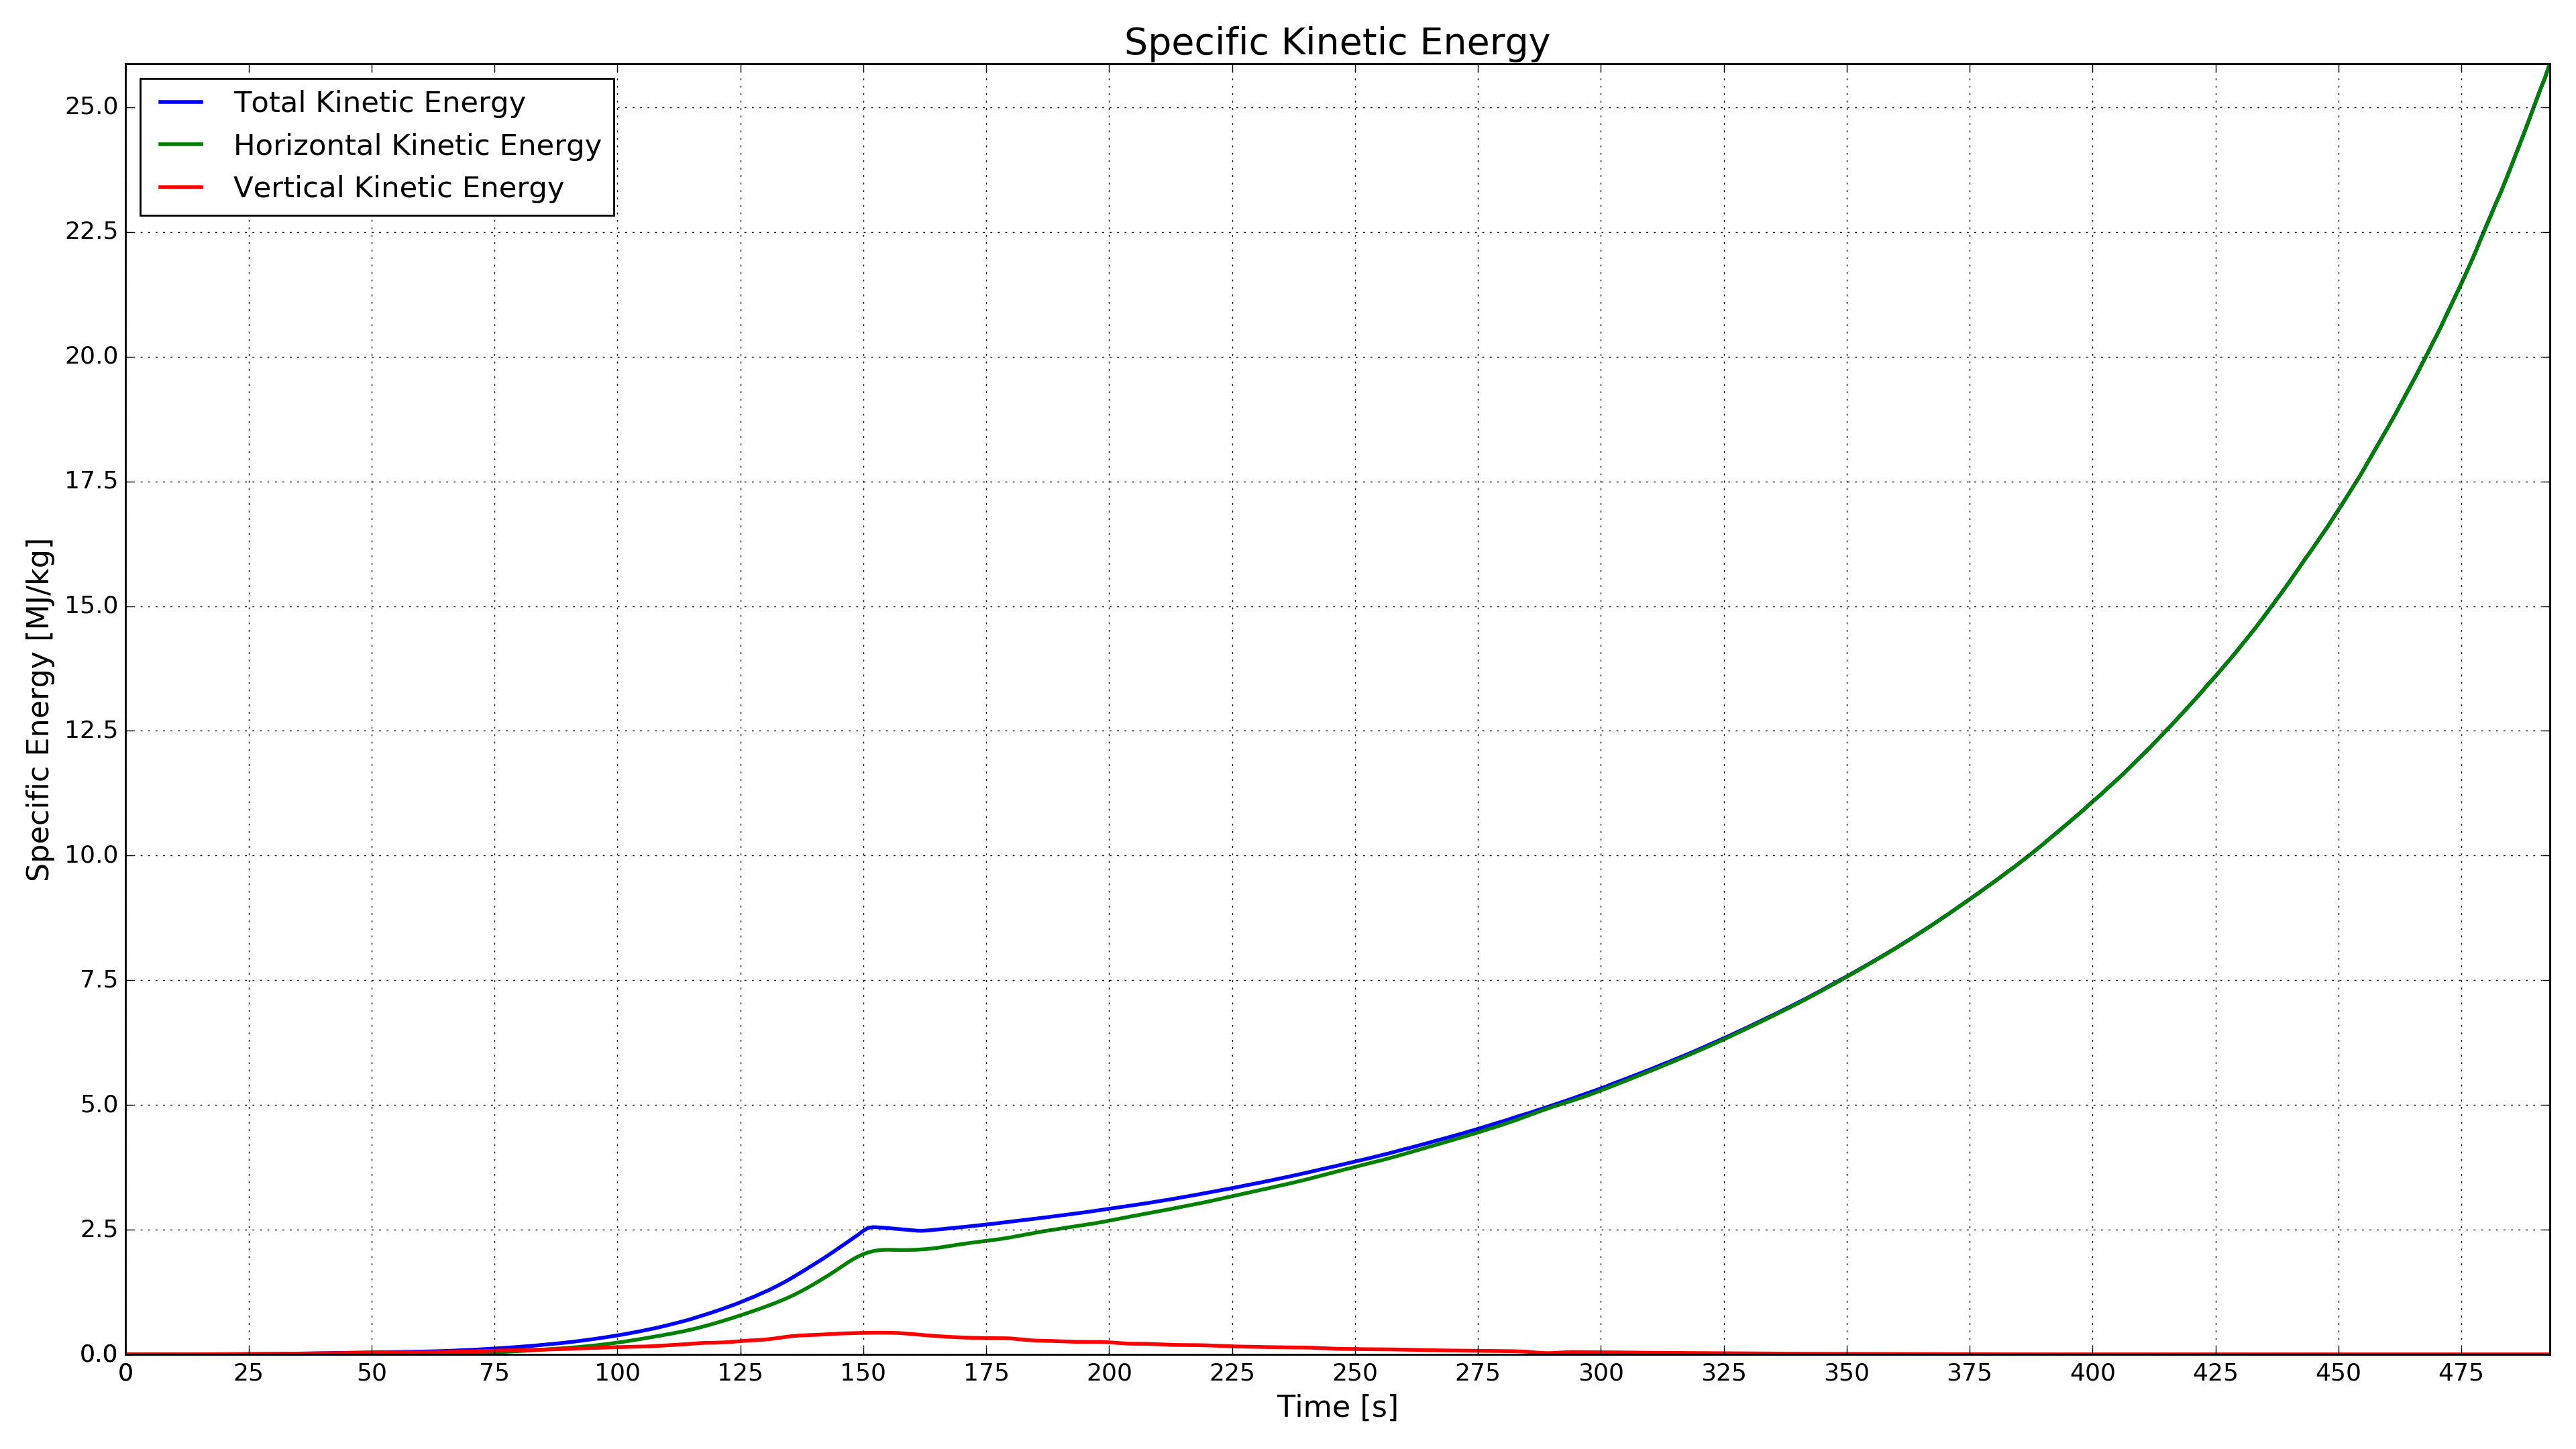 Specific Kinetic Energy
Total Kinetic Energy
Horizontal Kinetic Energy
Vertical Kinetic Energy
Specific Energy [MJ/kg]
25.0
22.5
20.0
17.5
15.0
12.5
10.0
7.5
5.0
2.5
0.0
0 25 50 75 100 125 150 175 200 225 250 275 300 325 350 375 400 425 450 475
Time [s]